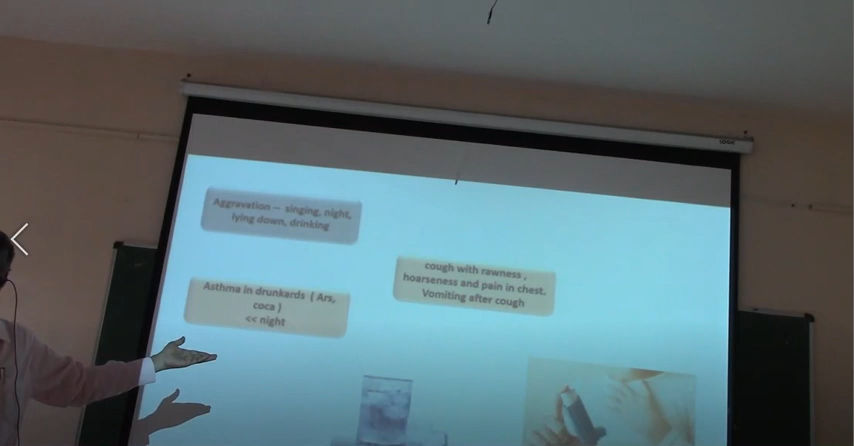 Aggravation – singing, night,
lying down, drinking
Asthma in drunkards ( Ars,
coca )
<< night
cough with rawness ,
hoarseness and pain in chest.
Vomiting after cough